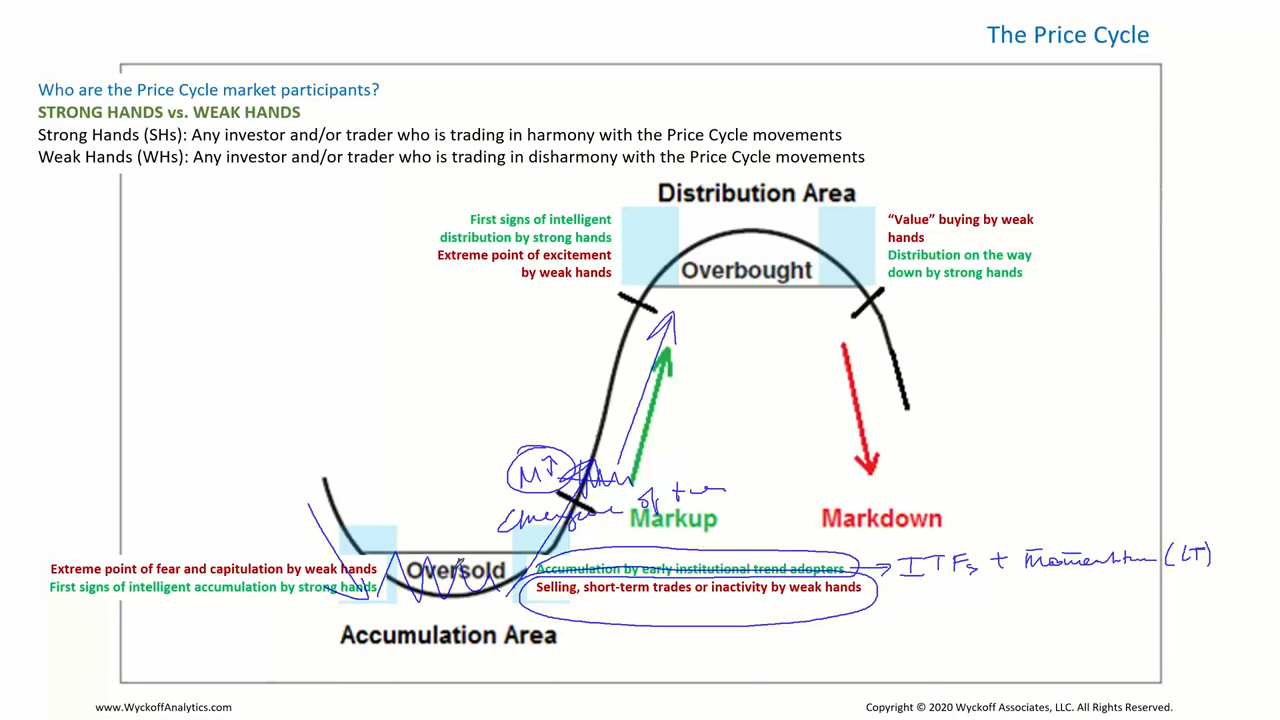 The Price Cycle
Who are the Price Cycle market participants?
STRONG HANDS vs. WEAK HANDS
Strong Hands (SHs): Any investor and/or trader who is trading in harmony with the Price Cycle movements
Weak Hands (WHs): Any investor and/or trader who is trading in disharmony with the Price Cycle movements
Distribution Area
First signs of intelligent
distribution by strong hands
Extreme point of excitement
by weak hands
Overbought
“Value” buying by weak
hands
Distribution on the way
down by strong hands
M↑
of
Markup
Markdown
Extreme point of fear and capitulation by weak hands
First signs of intelligent accumulation by strong hands
Oversold
Accumulation by early institutional trend adopters
Selling, short-term trades or inactivity by weak hands
ITFs + momentum (LT)
Accumulation Area
www.WyckoffAnalytics.com
Copyright © 2020 Wyckoff Associates, LLC. All Rights Reserved.